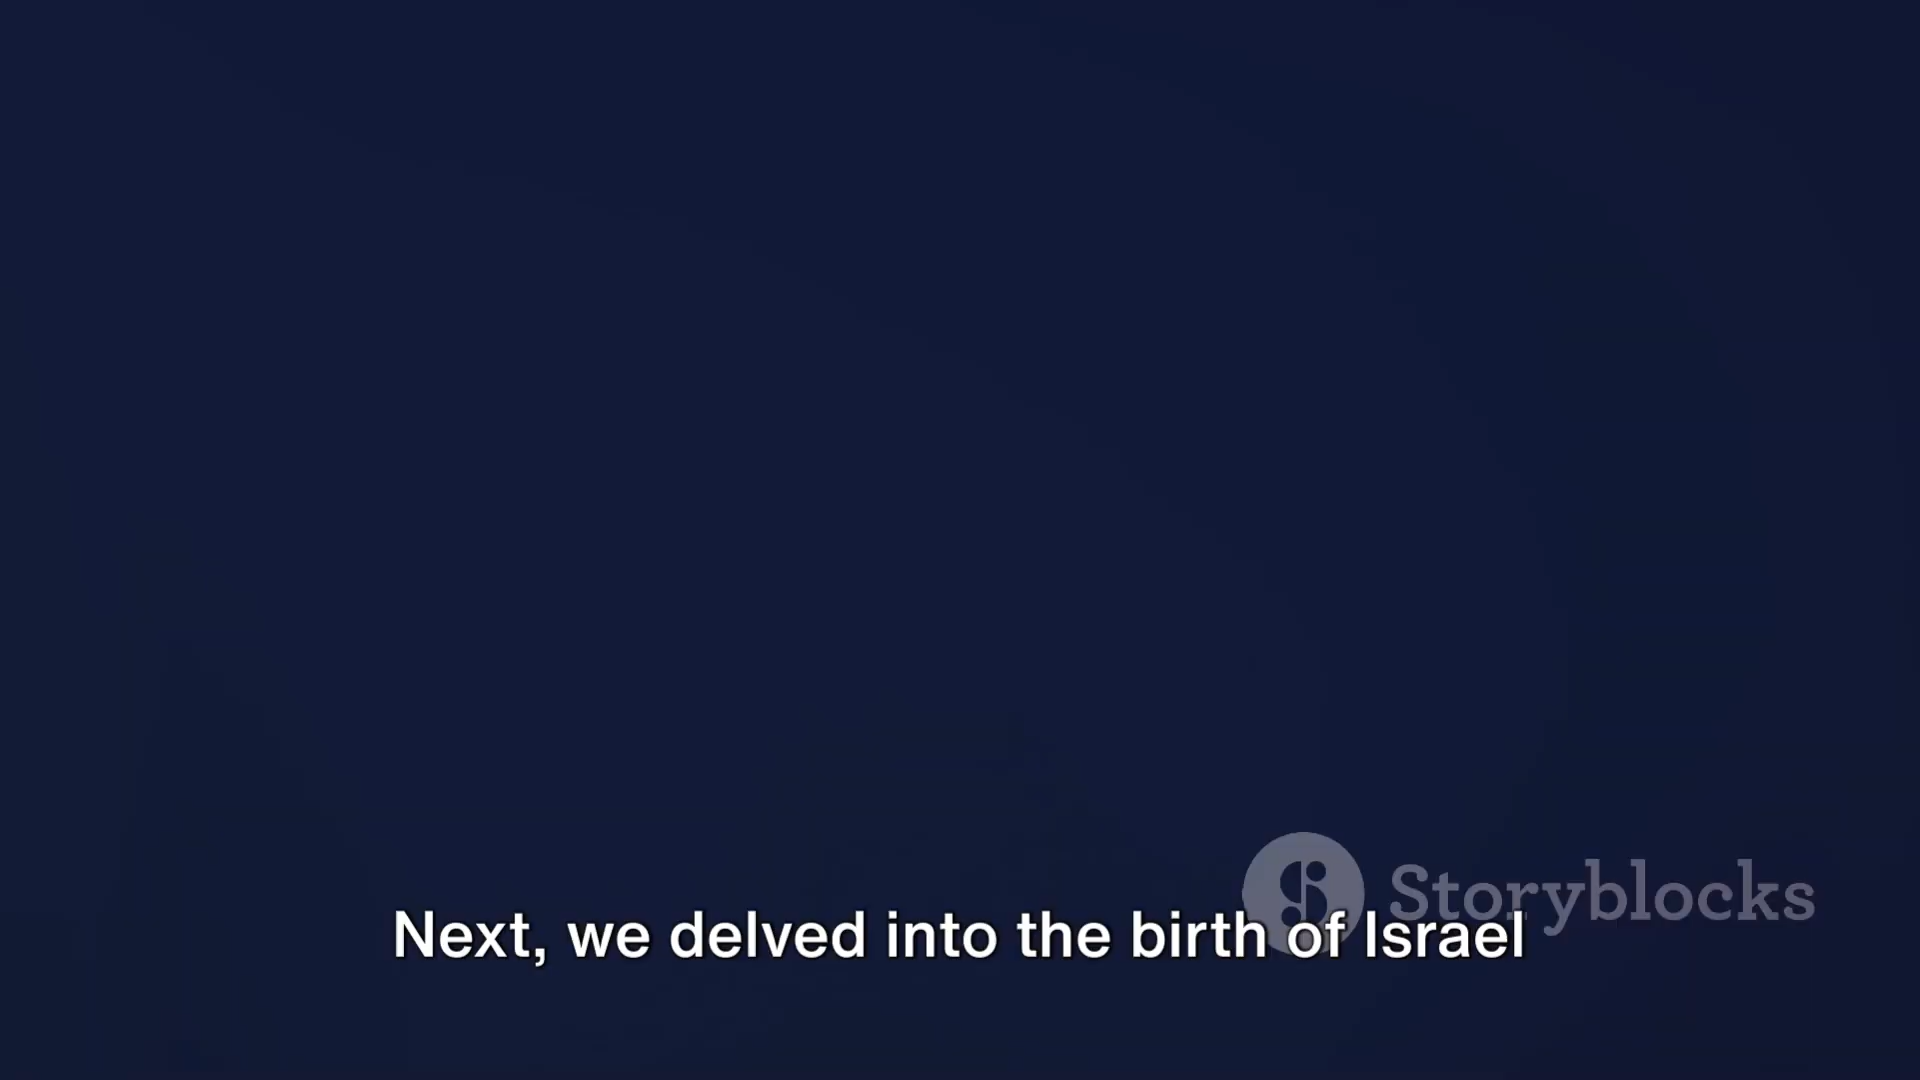 Storyblocks
Next, we delved into the birth of Israel